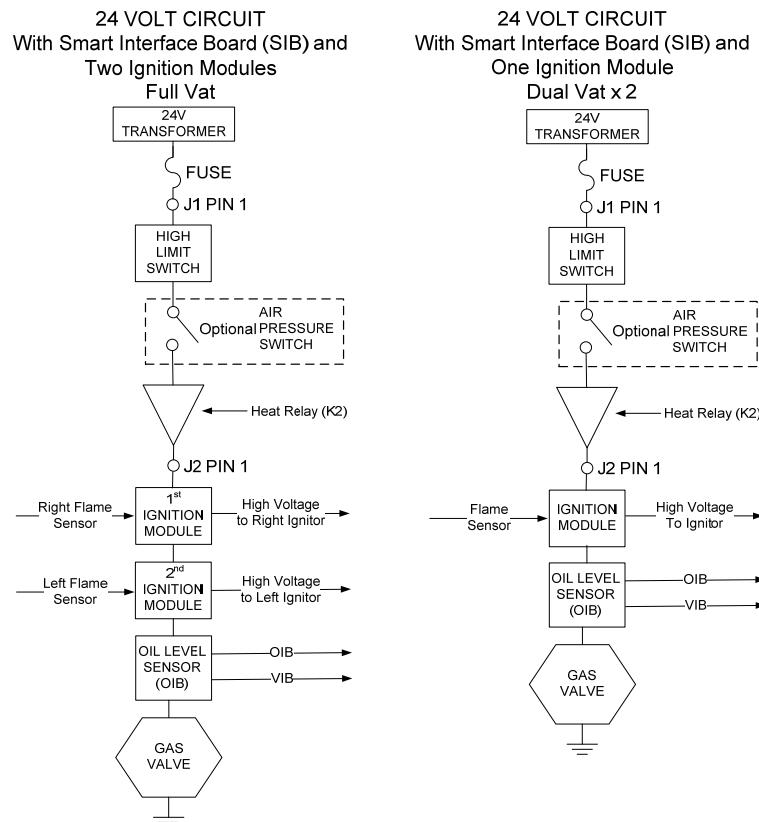 24 VOLT CIRCUIT
With Smart Interface Board (SIB) and
Two Ignition Modules
Full Vat
24V
TRANSFORMER
FUSE
J1 PIN 1
HIGH
LIMIT
SWITCH
AIR
Optional PRESSURE
SWITCH
Heat Relay (K2)
J2 PIN 1
1st
IGNITION
MODULE
Right Flame
Sensor
High Voltage
to Right Ignitor
2nd
IGNITION
MODULE
Left Flame
Sensor
High Voltage
to Left Ignitor
OIL LEVEL
SENSOR
(OIB)
OIB
VIB
GAS
VALVE
24 VOLT CIRCUIT
With Smart Interface Board (SIB) and
One Ignition Module
Dual Vat x 2
24V
TRANSFORMER
FUSE
J1 PIN 1
HIGH
LIMIT
SWITCH
AIR
Optional PRESSURE
SWITCH
Heat Relay (K2)
J2 PIN 1
Flame
Sensor
IGNITION
MODULE
High Voltage
To Ignitor
OIL LEVEL
SENSOR
(OIB)
OIB
VIB
GAS
VALVE